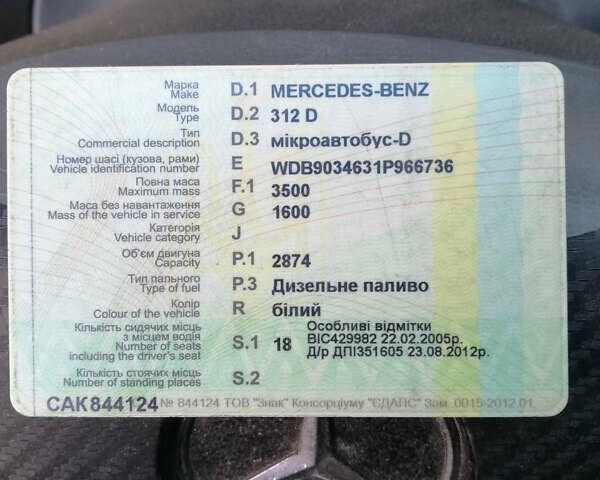 Марка
Make D.1 MERCEDES-BENZ
Модель
Type D.2 312 D
Тип
Commercial description D.3 мікроавтобус-D
Номер шасі (кузова, рами)
Vehicle identification number E WDB9034631P966736
Повна маса
Maximum mass F.1 3500
Маса без навантаження
Mass of the vehicle in service G 1600
Категорія
Vehicle category J
Об'єм двигуна
Capacity P.1 2874
Тип пального
Type of fuel P.3 Дизельне паливо
Колір
Colour of the vehicle R білий
Кількість сидячих місць
з місцем водія
Number of seats
including the driver's seat S.1 18 Особливі відмітки
ВІС429982 22.02.2005р.
Д/р ДПІ351605 23.08.2012р.
Кількість стоячих місць
Number of standing places S.2
САК844124 № 844124 ТОВ "Знак" Консорціуму "ЄДАПС" Зам. 0015-2012.01.